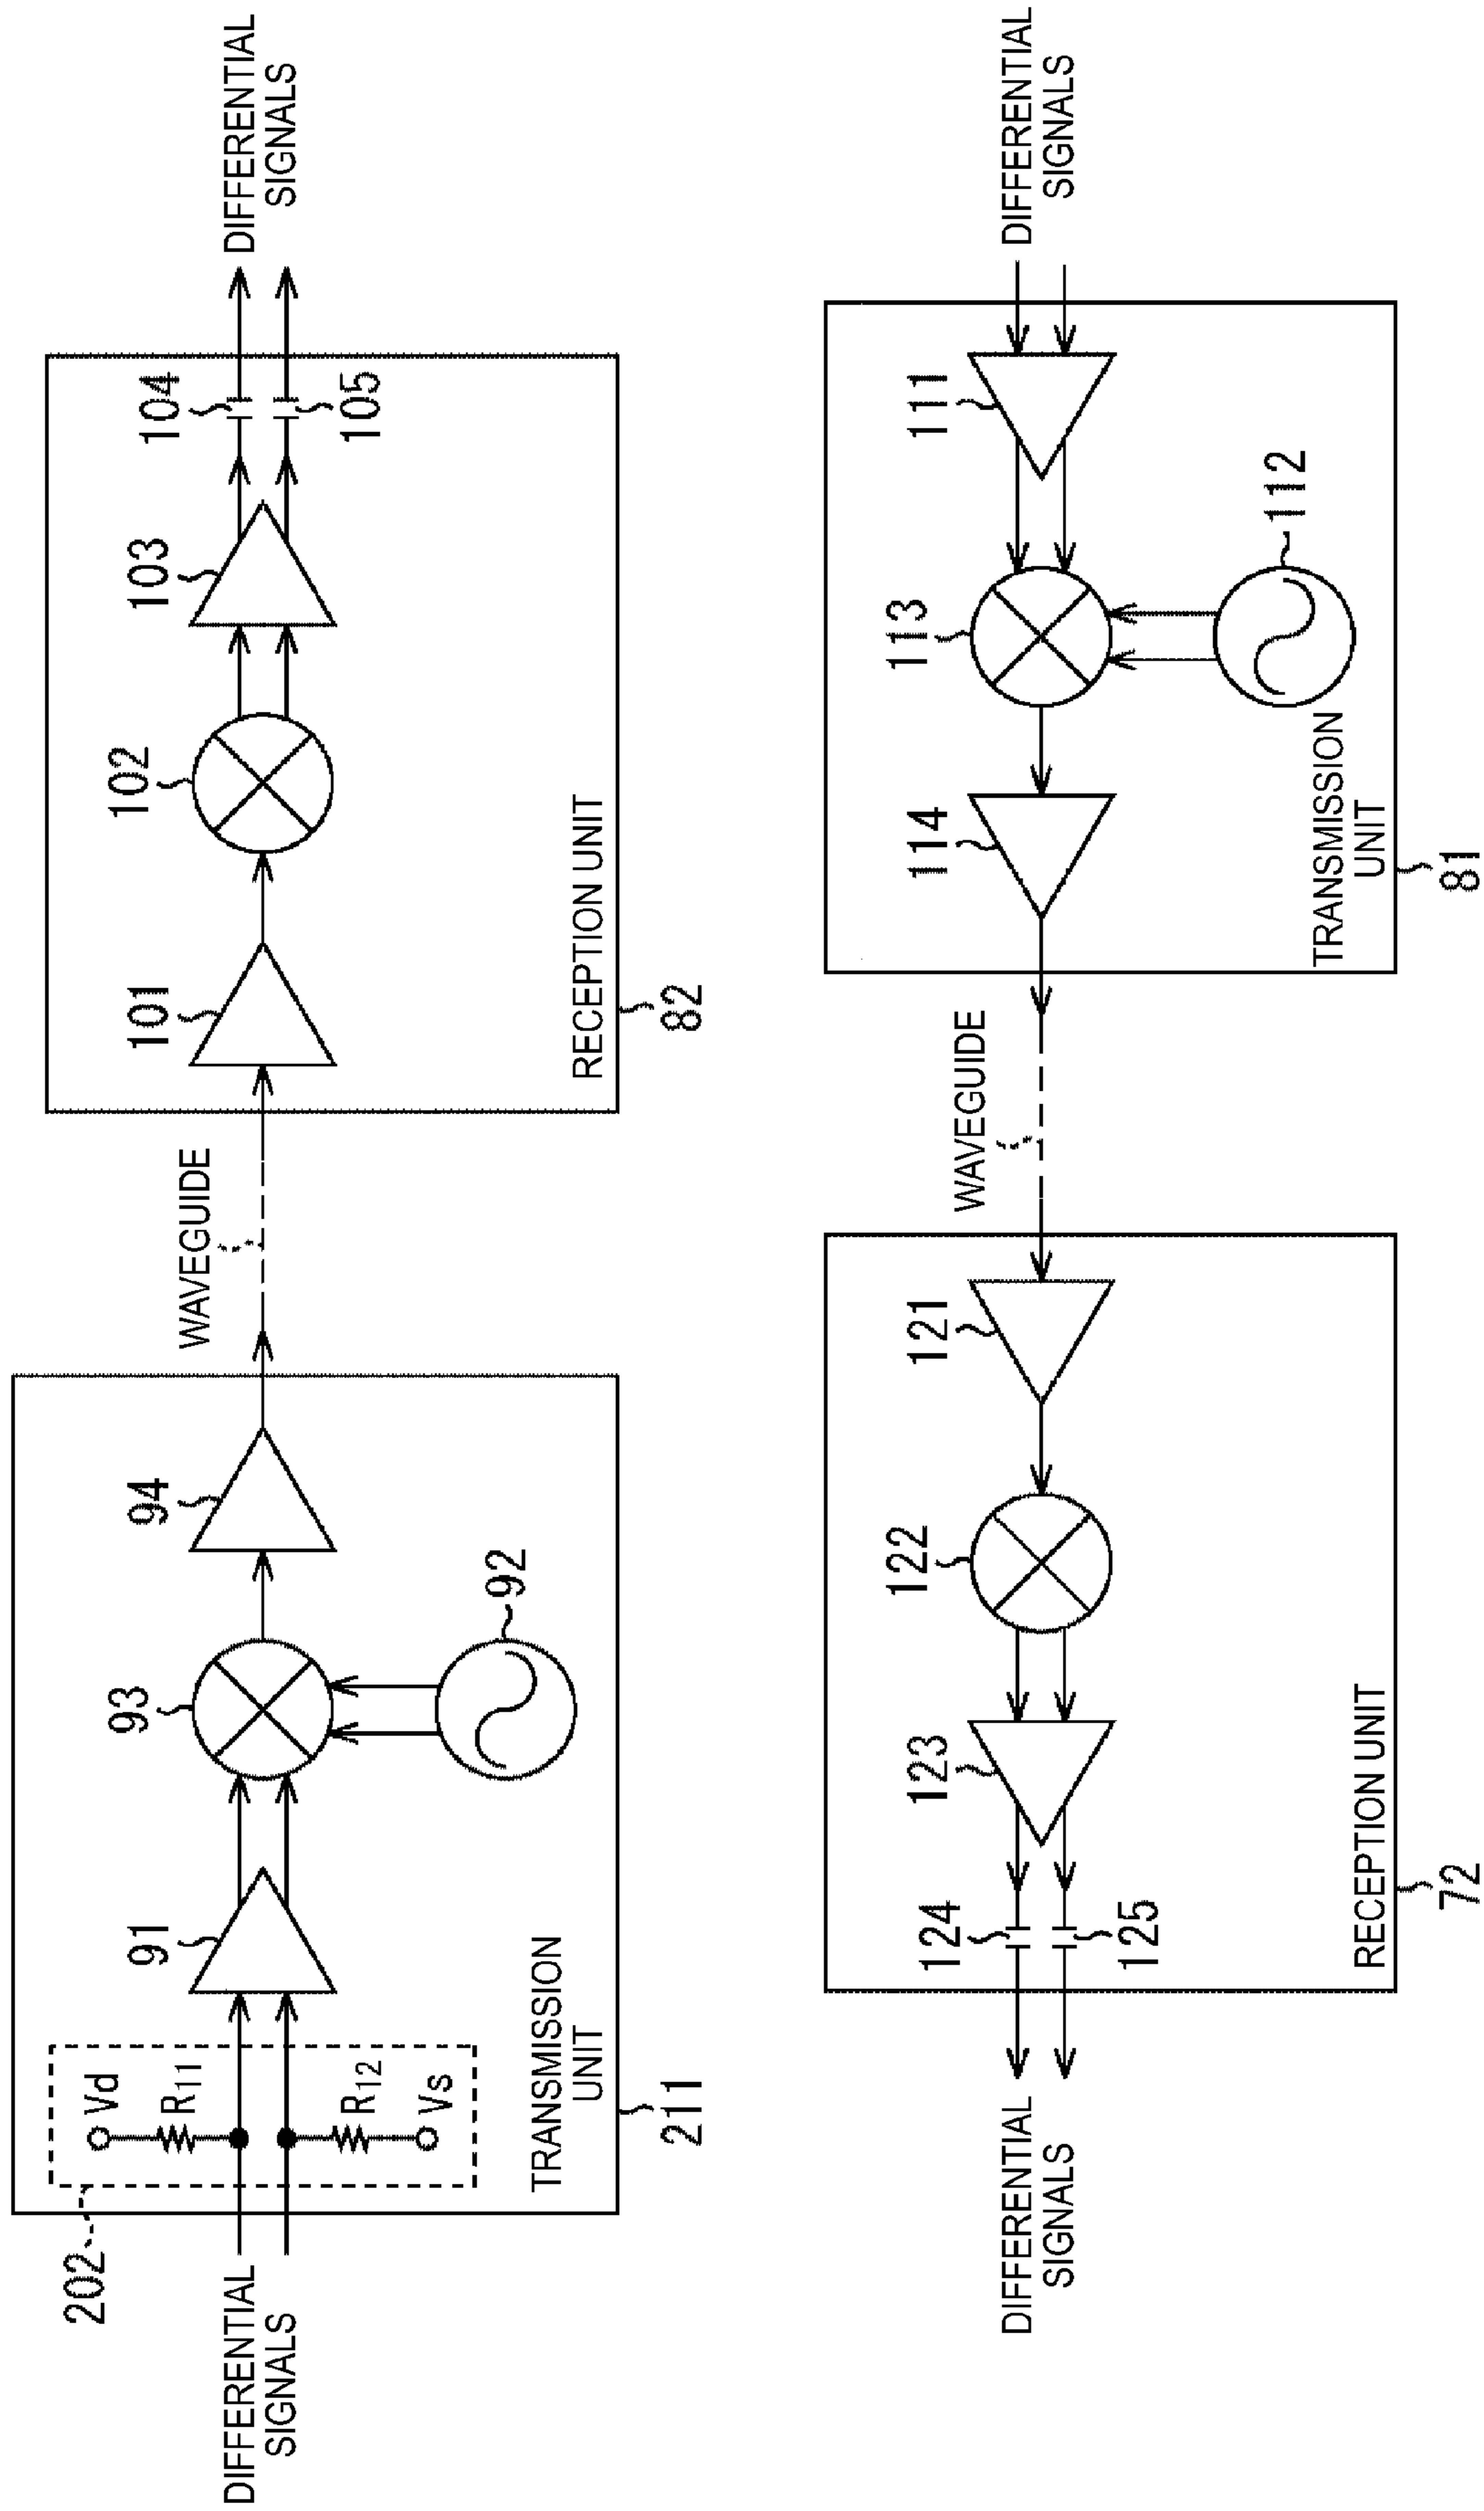 202
DIFFERENTIAL
SIGNALS
Vd
R11
R12
Vs
91
93
92
94
TRANSMISSION
UNIT
211
WAVEGUIDE
101
102
103
104
105
RECEPTION UNIT
82
DIFFERENTIAL
SIGNALS
DIFFERENTIAL
SIGNALS
124
125
123
122
121
RECEPTION UNIT
72
WAVEGUIDE
114
113
112
111
TRANSMISSION
UNIT
81
DIFFERENTIAL
SIGNALS